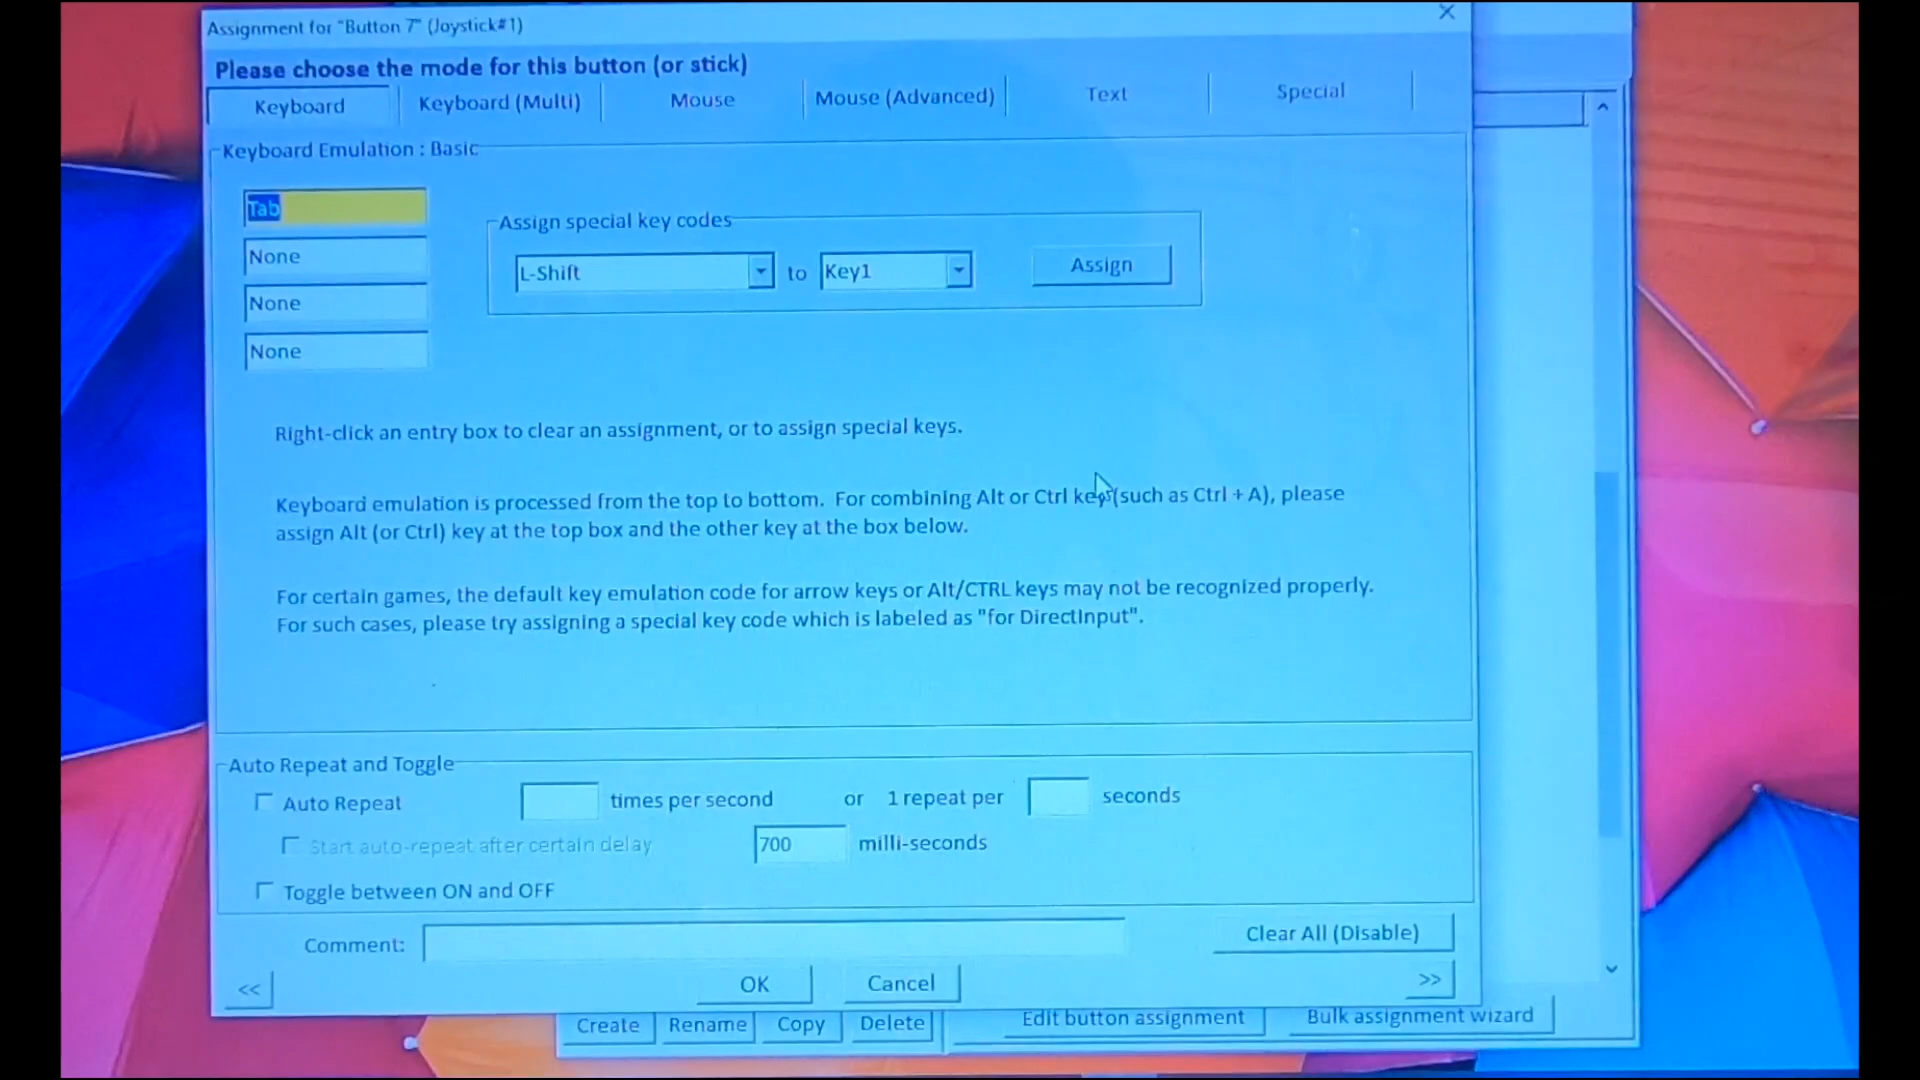 Assignment for "Button 7" (Joystick#1)
Please choose the mode for this button (or stick)
Keyboard
Keyboard (Multi)
Mouse
Mouse (Advanced)
Text
Special
Keyboard Emulation : Basic
Tab
None
None
None
Assign special key codes
L-Shift
to
Key1
Assign
Right-click an entry box to clear an assignment, or to assign special keys.
Keyboard emulation is processed from the top to bottom. For combining Alt or Ctrl keys(such as Ctrl + A), please
assign Alt (or Ctrl) key at the top box and the other key at the box below.
For certain games, the default key emulation code for arrow keys or Alt/CTRL keys may not be recognized properly.
For such cases, please try assigning a special key code which is labeled as "for DirectInput".
Auto Repeat and Toggle
Auto Repeat
times per second
or
1 repeat per
seconds
Start auto-repeat after certain delay
700
milli-seconds
Toggle between ON and OFF
Comment:
Clear All (Disable)
<<
OK
Cancel
>>
Create
Rename
Copy
Delete
Edit button assignment
Bulk assignment wizard